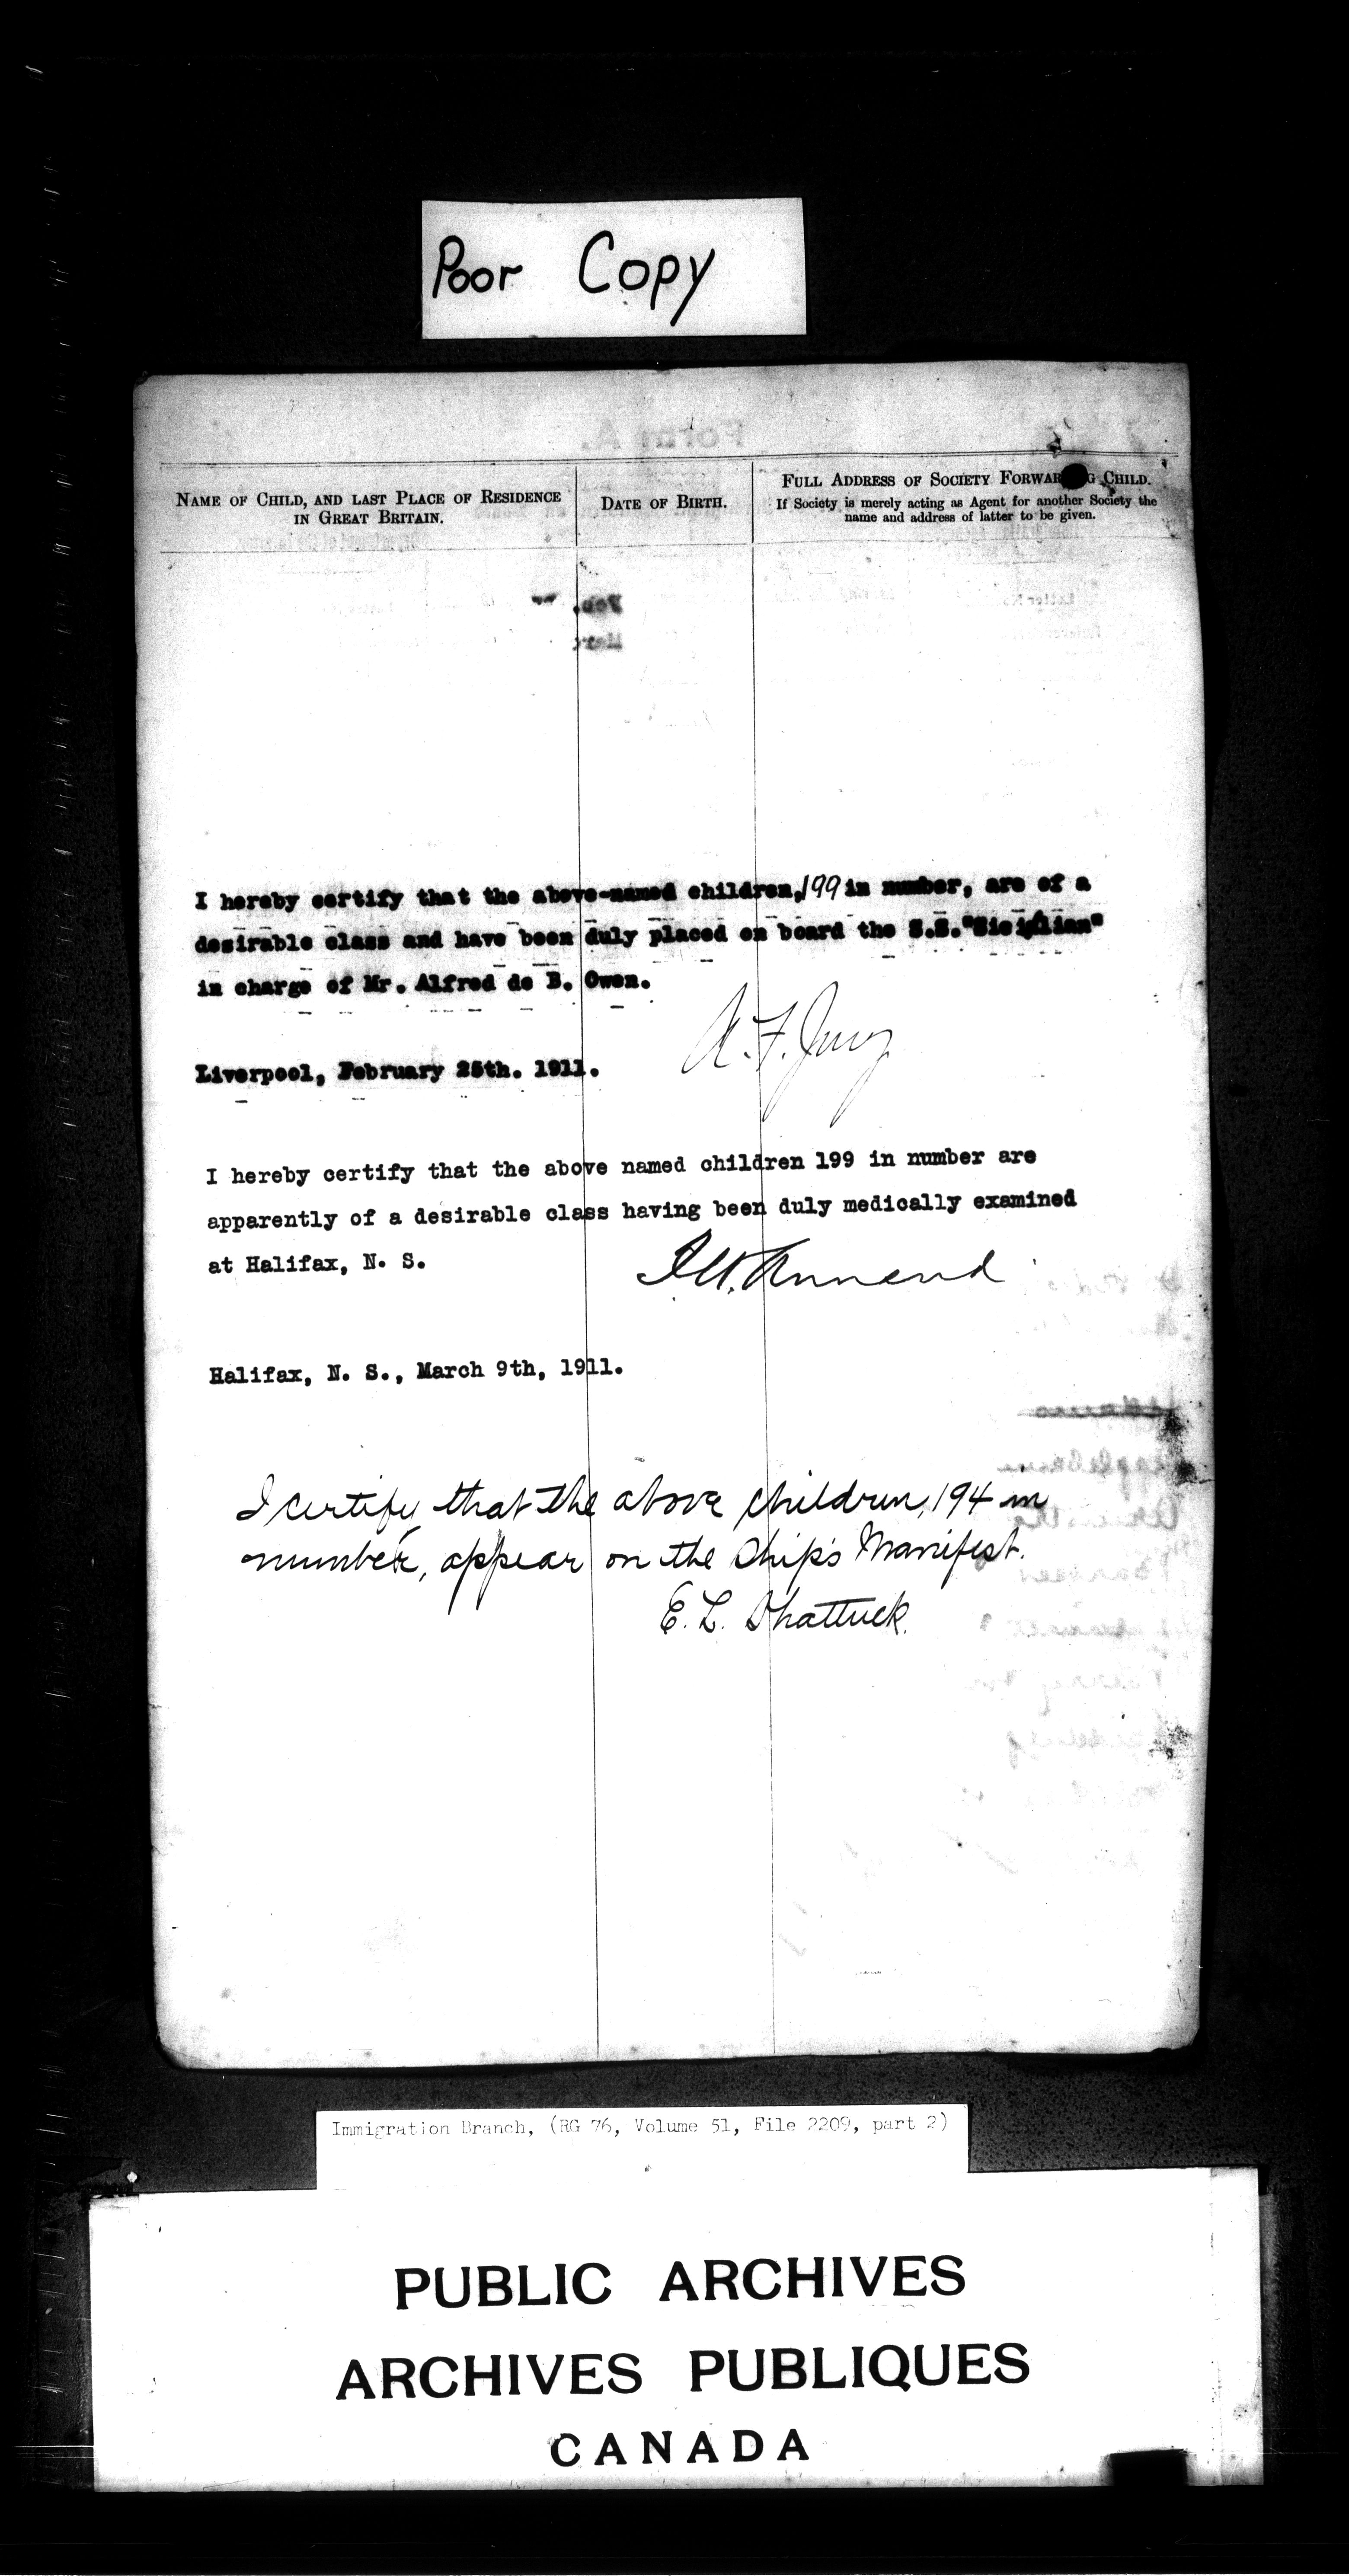 Poor Copy
NAME OF CHILD, AND LAST PLACE OF RESIDENCE
IN GREAT BRITAIN.
DATE OF BIRTH.
FULL ADDRESS OF SOCIETY FORWAR G CHILD.
If Society is merely acting as Agent for another Society the
name and address of latter to be given.
I hereby certify that the above-named children, 199 in number, are of a
desirable class and have been duly placed on board the S.S. "Sicilian"
in charge of Mr. Alfred de B. Owen.
A. F. Jury
Liverpool, February 25th. 1911.
I hereby certify that the above named children 199 in number are
apparently of a desirable class having been duly medically examined
at Halifax, N. S.
Annand
Halifax, N. S., March 9th, 1911.
I certify that the above children, 194 in
number, appear on the Ship's Manifest.
E. L. Shattuck.
Immigration Branch, (RG 76, Volume 51, File 2209, part 2)
PUBLIC ARCHIVES
ARCHIVES PUBLIQUES
CANADA